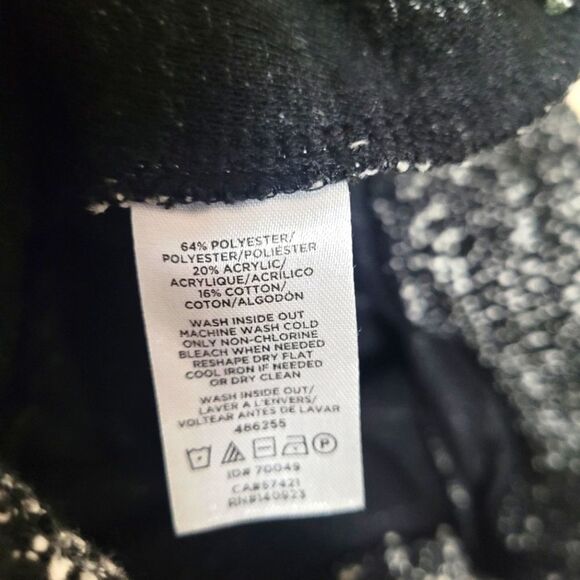 64% POLYESTER/
POLYESTER/POLIÉSTER
20% ACRYLIC/
ACRYLIQUE/ACRÍLICO
16% COTTON/
COTON/ALGODÓN
WASH INSIDE OUT
MACHINE WASH COLD
ONLY NON-CHLORINE
BLEACH WHEN NEEDED
RESHAPE DRY FLAT
COOL IRON IF NEEDED
OR DRY CLEAN
WASH INSIDE OUT/
LAVER A L'ENVERS/
VOLTEAR ANTES DE LAVAR
486255
P
ID# 70049
CA#57421
RN#140923